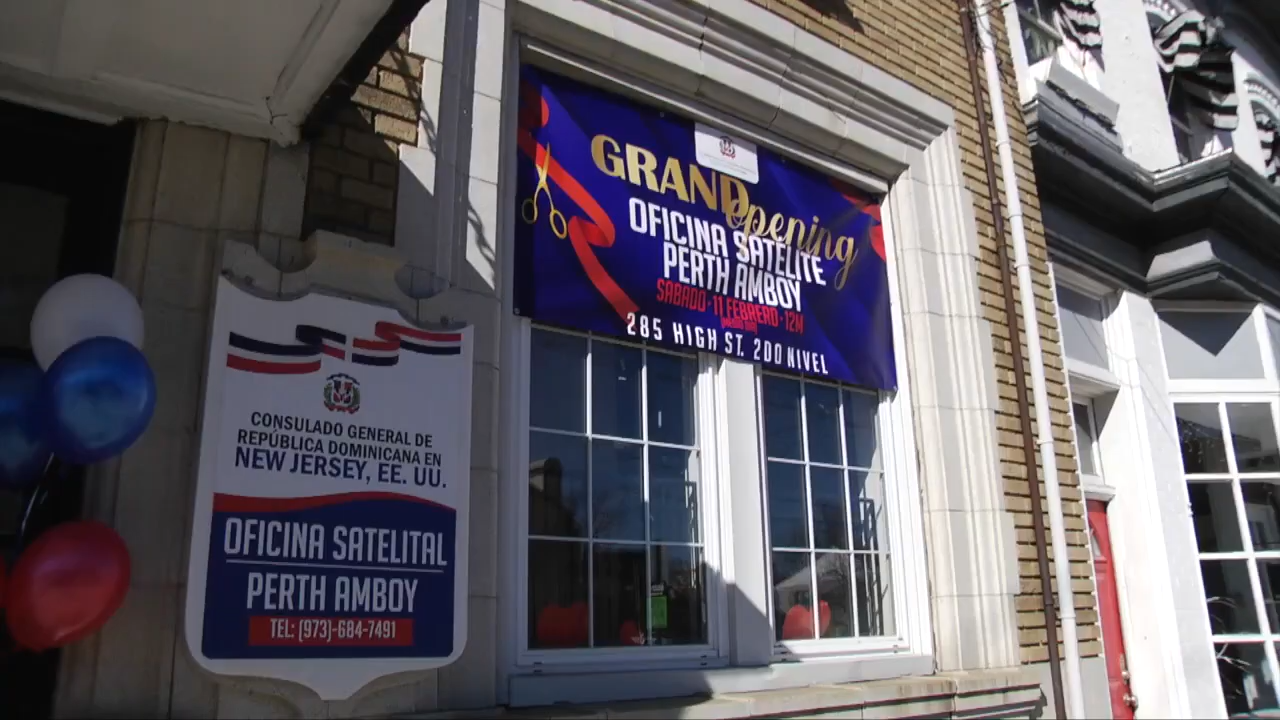 CONSULADO GENERAL DE
REPÚBLICA DOMINICANA EN
NEW JERSEY, EE. UU.
OFICINA SATELITAL
PERTH AMBOY
TEL: (973)-684-7491
GRAND
opening
OFICINA SATÉLITE
PERTH AMBOY
SABADO · 11 FEBRERO · 12M
285 HIGH ST. 2DO NIVEL